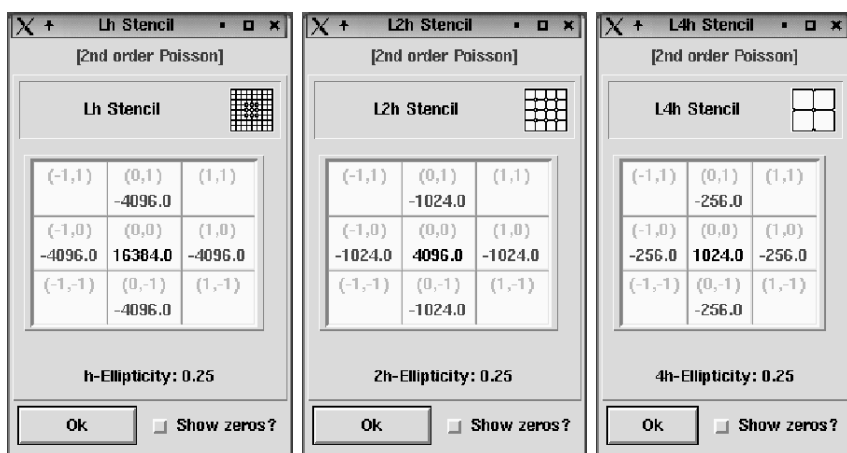 Lh Stencil
[2nd order Poisson]
Lh Stencil
(-1,1) (0,1) (1,1)
-4096.0
(-1,0) (0,0) (1,0)
-4096.0 16384.0 -4096.0
(-1,-1) (0,-1) (1,-1)
-4096.0
h-Ellipticity: 0.25
Ok Show zeros?
L2h Stencil
[2nd order Poisson]
L2h Stencil
(-1,1) (0,1) (1,1)
-1024.0
(-1,0) (0,0) (1,0)
-1024.0 4096.0 -1024.0
(-1,-1) (0,-1) (1,-1)
-1024.0
2h-Ellipticity: 0.25
Ok Show zeros?
L4h Stencil
[2nd order Poisson]
L4h Stencil
(-1,1) (0,1) (1,1)
-256.0
(-1,0) (0,0) (1,0)
-256.0 1024.0 -256.0
(-1,-1) (0,-1) (1,-1)
-256.0
4h-Ellipticity: 0.25
Ok Show zeros?